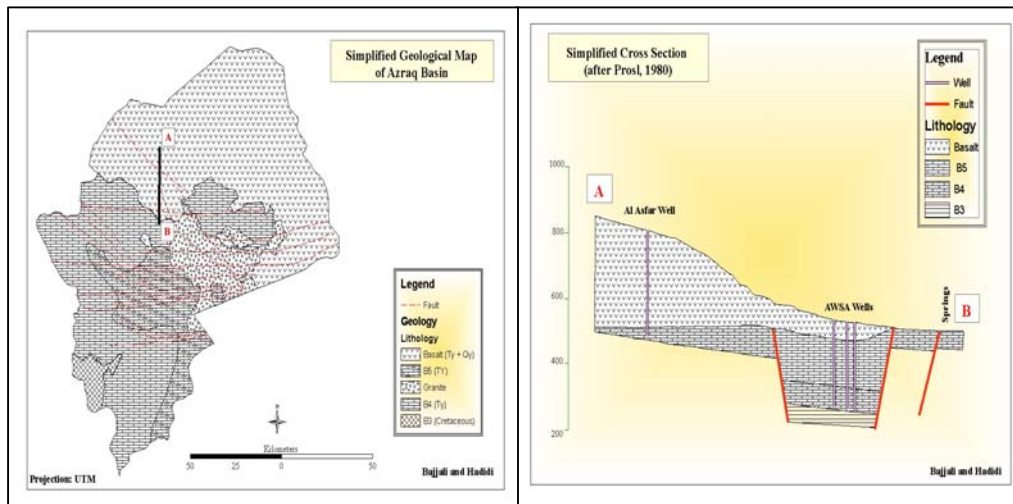 Simplified Geological Map
of Azraq Basin
A
B
Legend
Fault
Geology
Lithology
Basalt (Ty + Qy)
B5 (TY)
Granite
B4 (Ty)
B3 (Cretaceous)
N
Kilometers
50 0 50
Projection: UTM
Bajjali and Hadidi
Simplified Cross Section
(after Prosl, 1980)
Legend
Well
Fault
Lithology
Basalt
B5
B4
B3
1000
800
600
400
200
A
Al Asfar Well
AWSA Wells
Springs
B
Bajjali and Hadidi